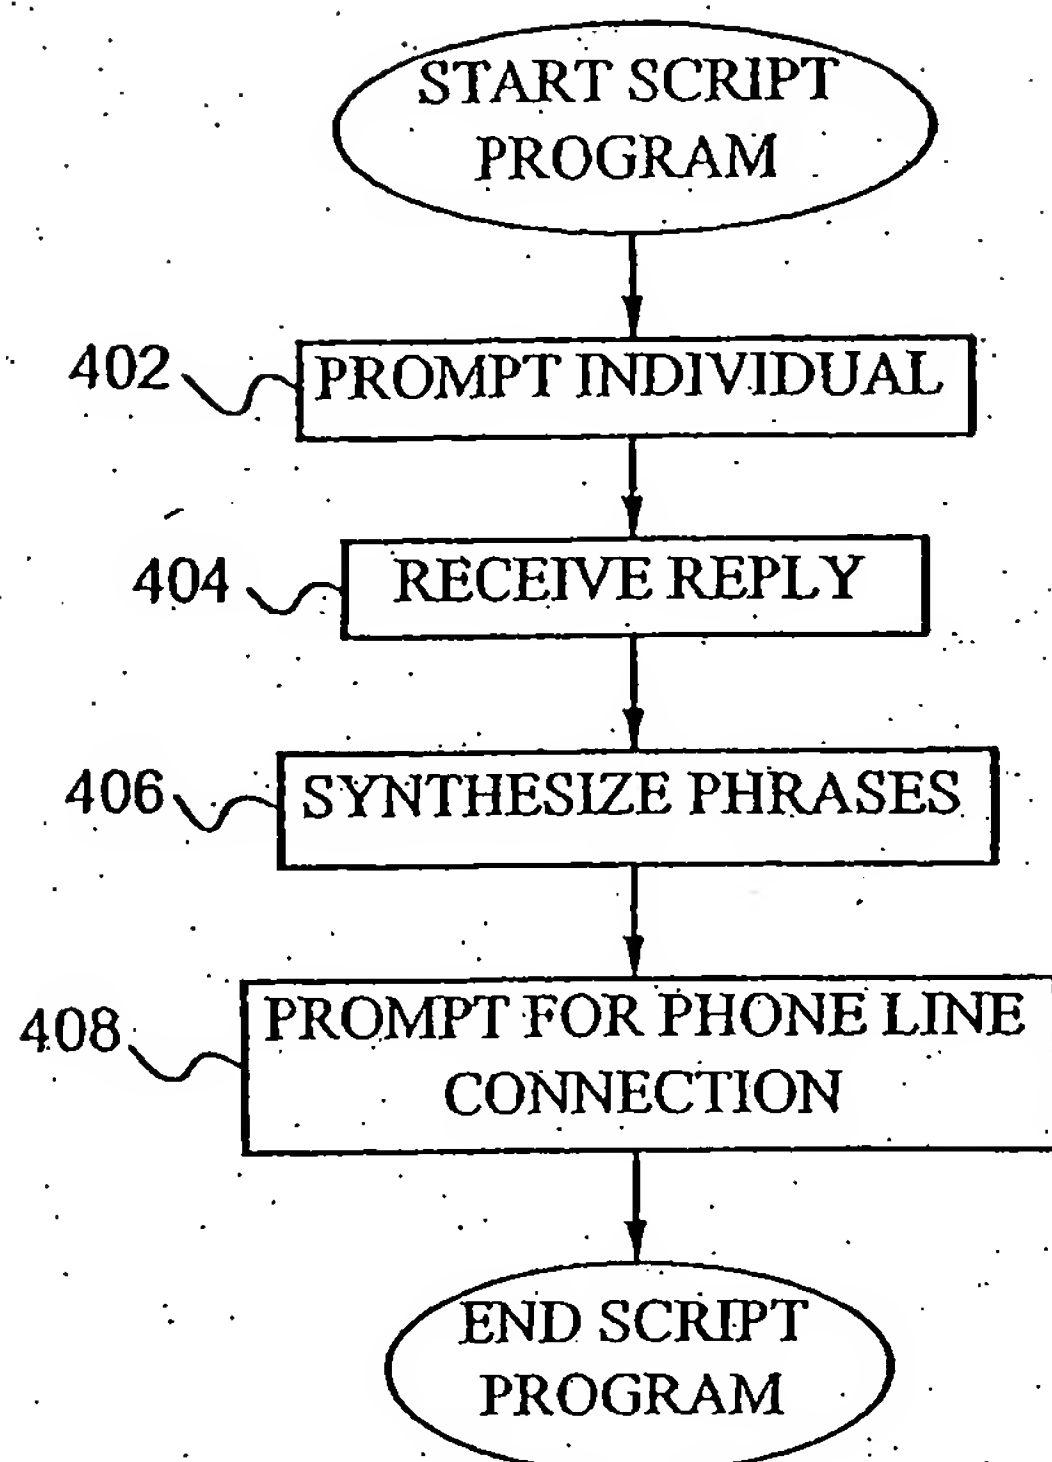 START SCRIPT
PROGRAM
402
PROMPT INDIVIDUAL
404
RECEIVE REPLY
406
SYNTHESIZE PHRASES
408
PROMPT FOR PHONE LINE
CONNECTION
END SCRIPT
PROGRAM